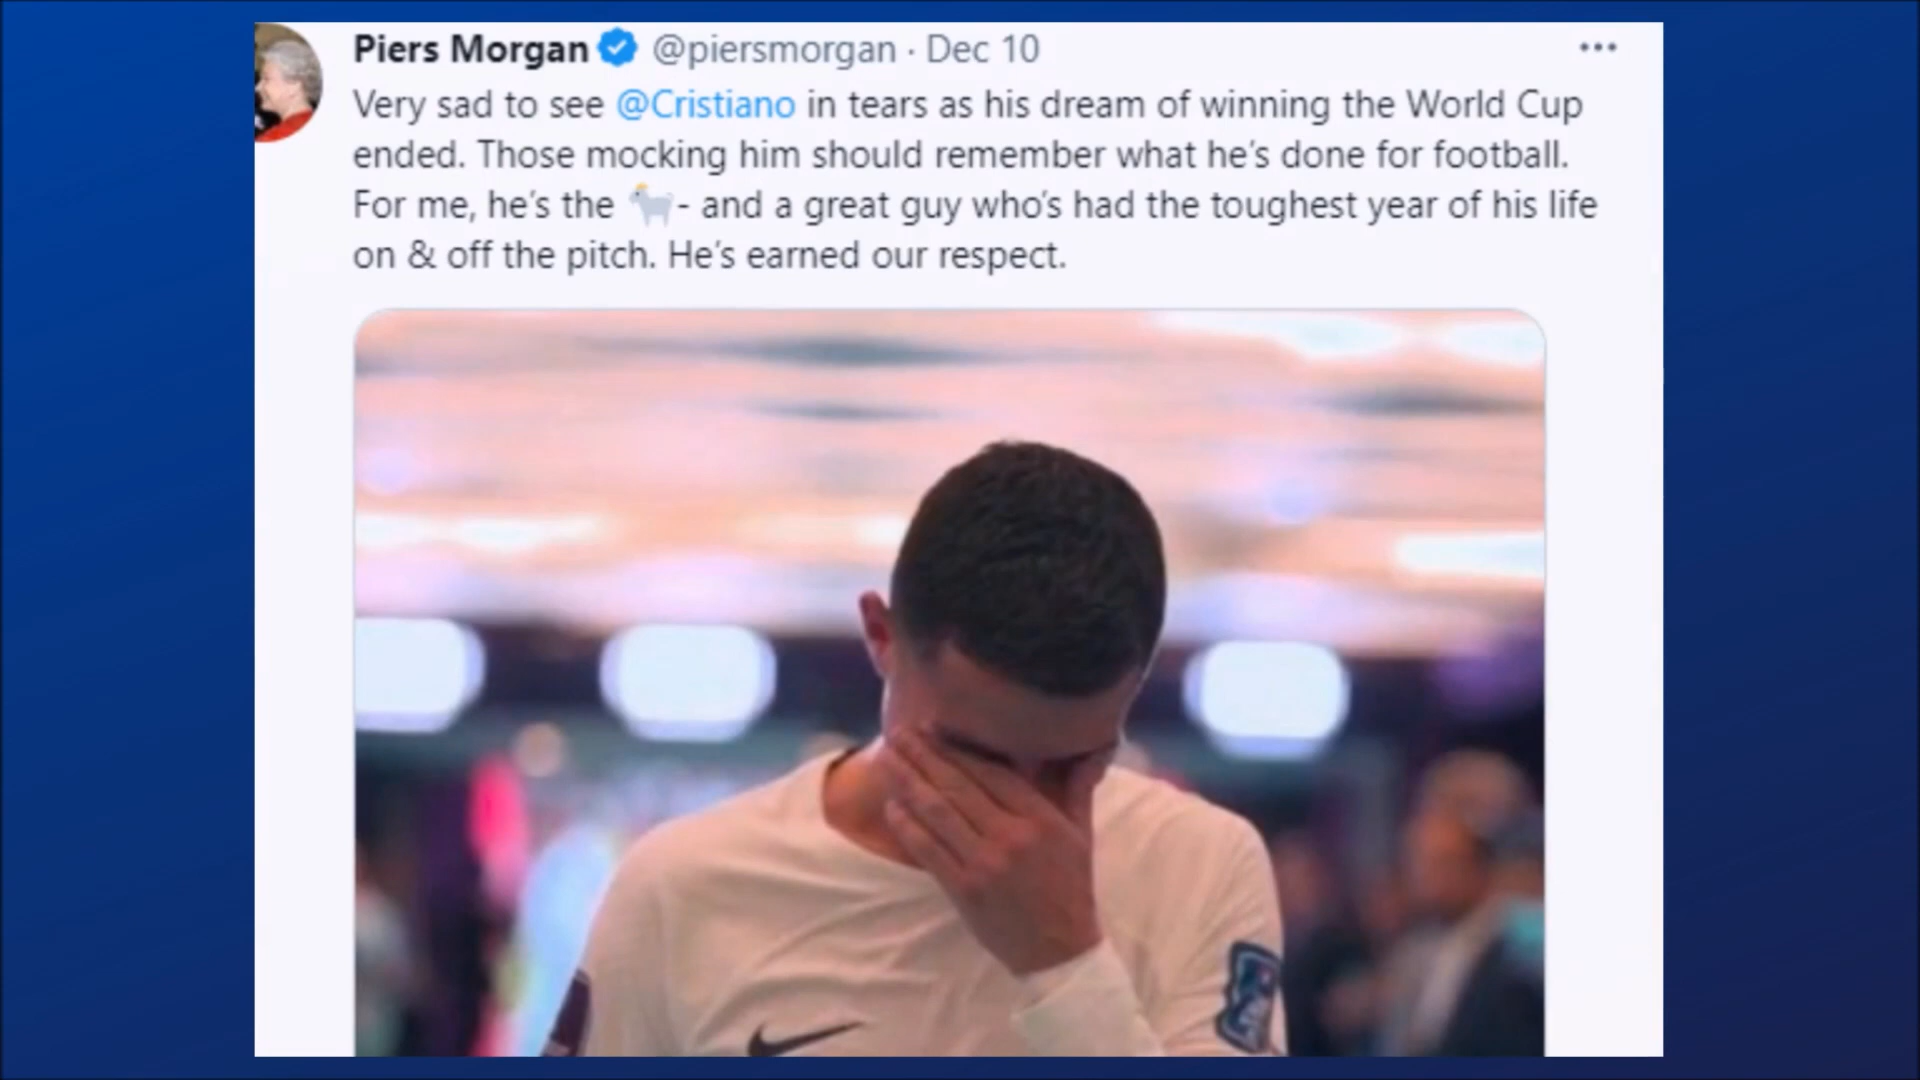 Piers Morgan @piersmorgan · Dec 10
Very sad to see @Cristiano in tears as his dream of winning the World Cup
ended. Those mocking him should remember what he's done for football.
For me, he's the 🐐- and a great guy who's had the toughest year of his life
on & off the pitch. He's earned our respect.